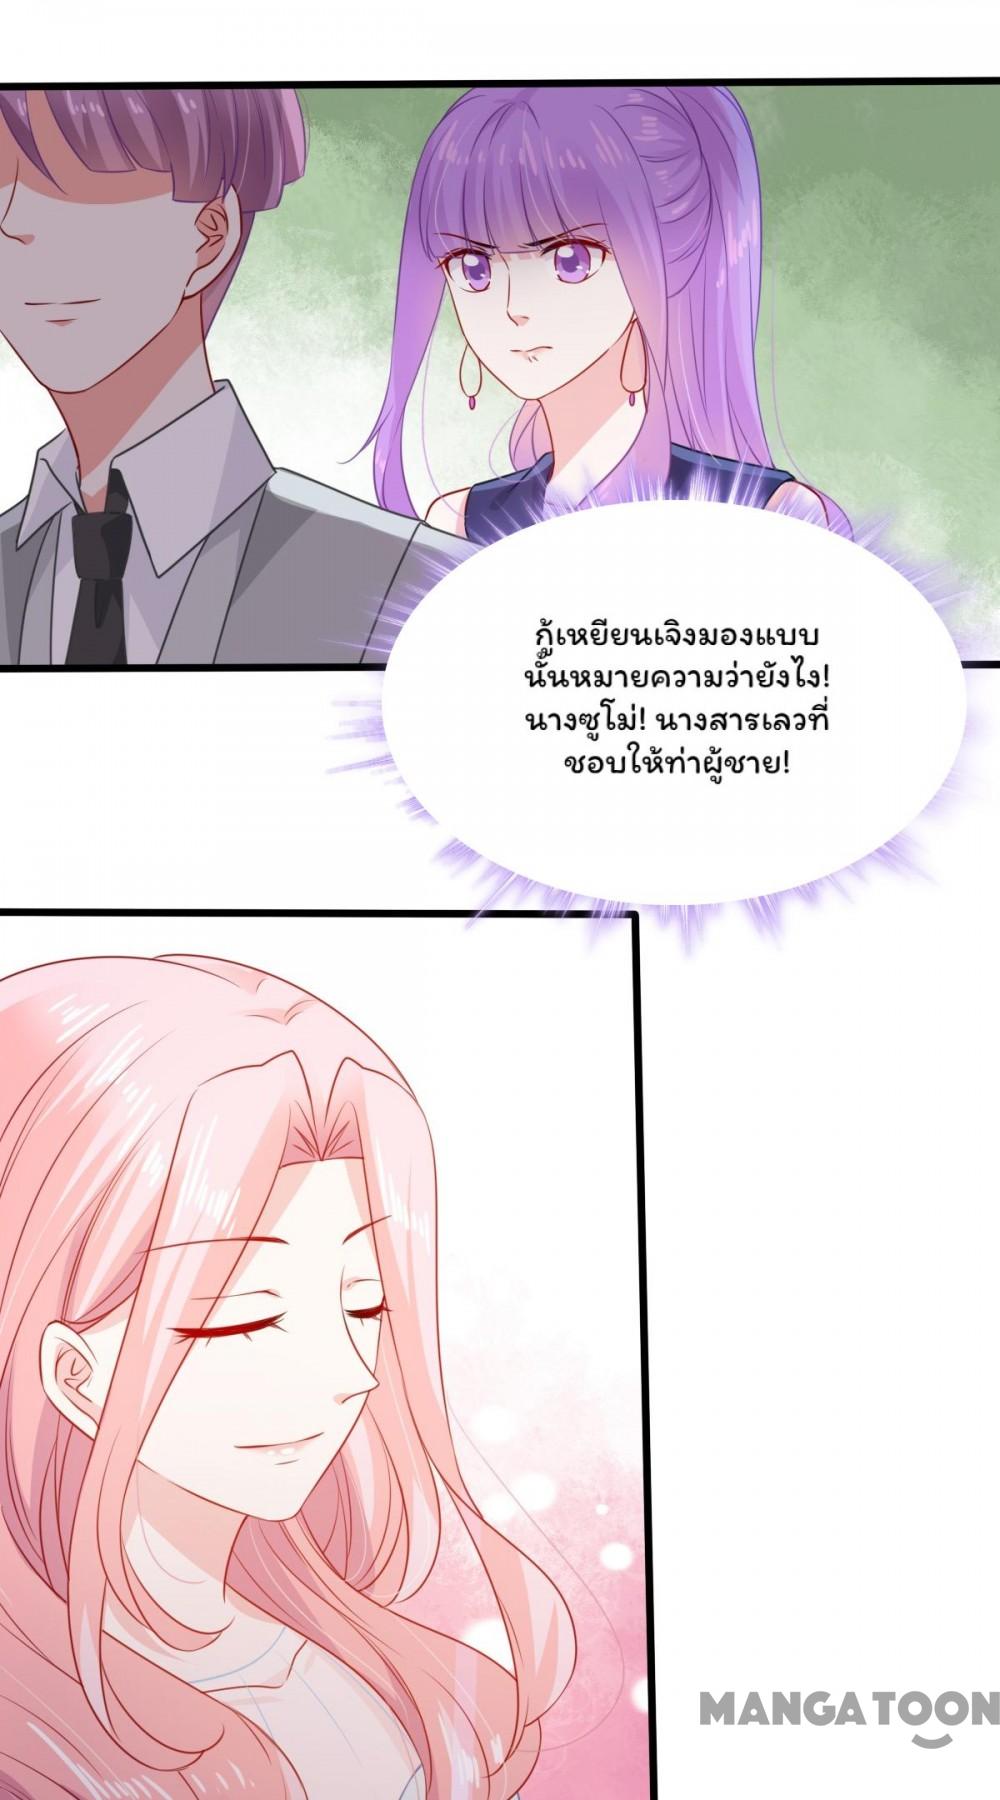 กู้เหยียนเจิงมองแบบ
นั้นหมายความว่ายังไง!
นางซูโม่! นางสารเลวที่
ชอบให้ท่าผู้ชาย!
MANGATOON